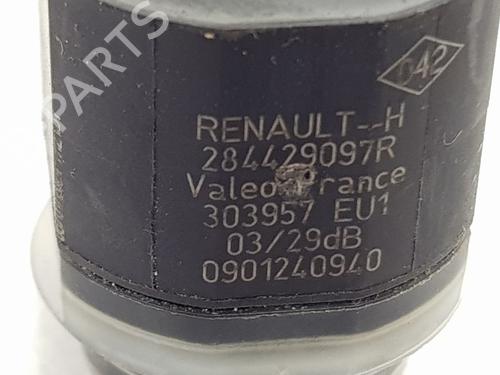 042
RENAULT--H
284429097R
Valeo France
303957 EU1
03/29dB
0901240940
B-PARTS